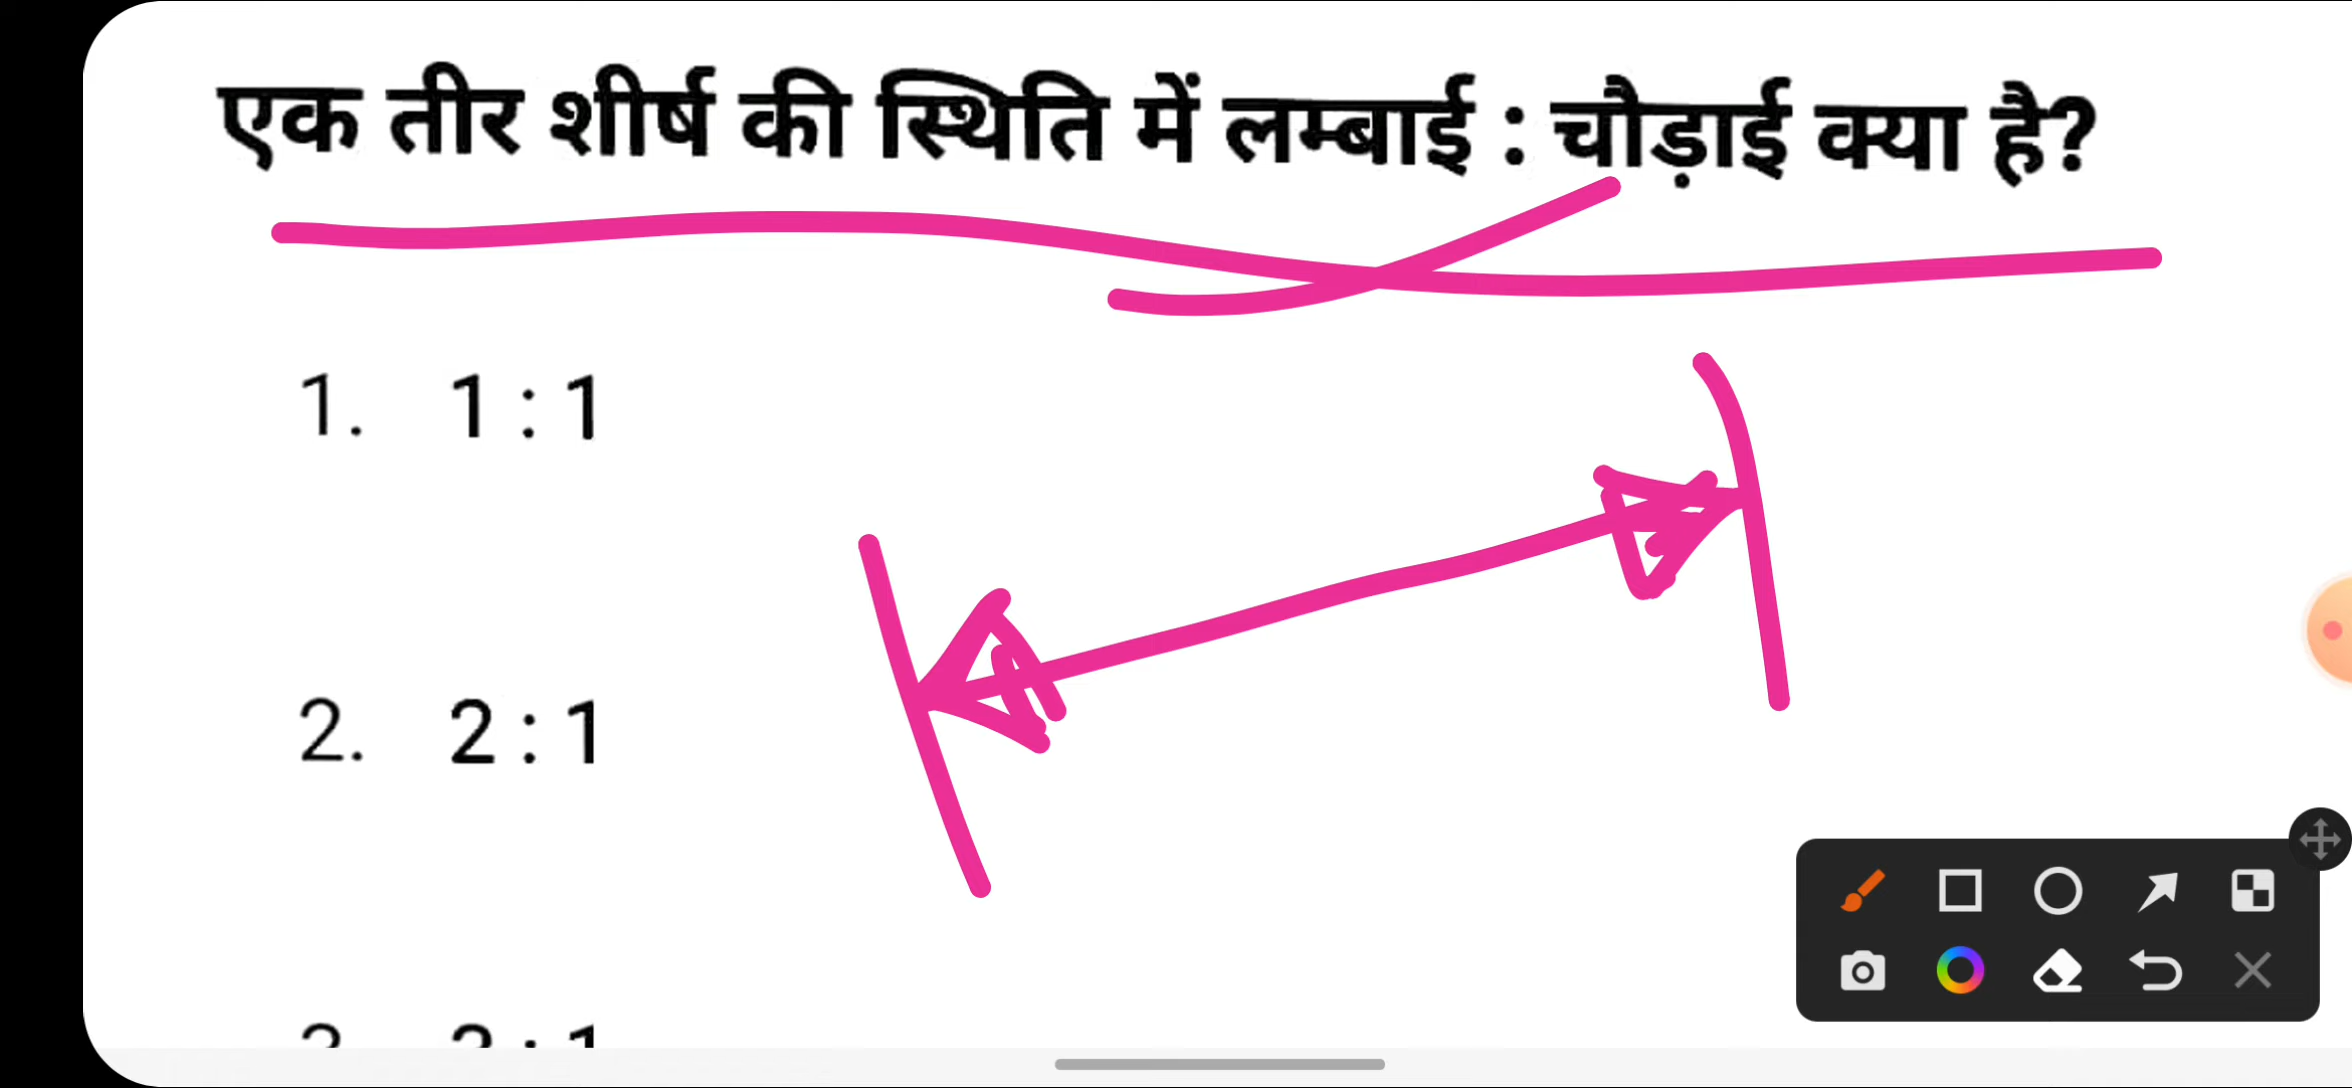 एक तीर शीर्ष की स्थिति में लम्बाई : चौड़ाई क्या है?
1. 1 : 1
2. 2 : 1